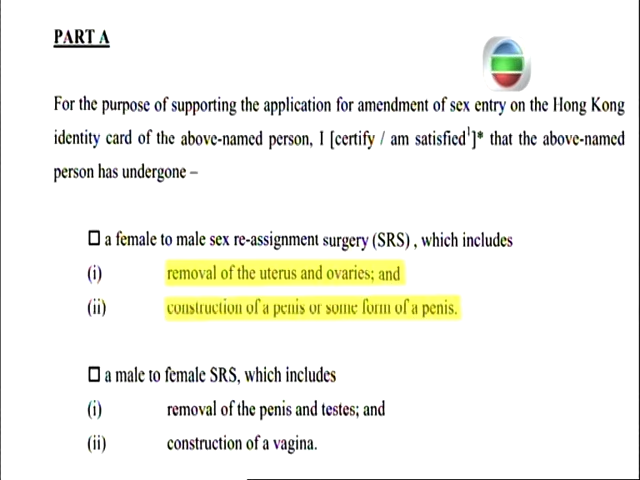 PART A
For the purpose of supporting the application for amendment of sex entry on the Hong Kong
identity card of the above-named person, I [certify / am satisfied¹]* that the above-named
person has undergone –
☐ a female to male sex re-assignment surgery (SRS) , which includes
(i) removal of the uterus and ovaries; and
(ii) construction of a penis or some form of a penis.
☐ a male to female SRS, which includes
(i) removal of the penis and testes; and
(ii) construction of a vagina.